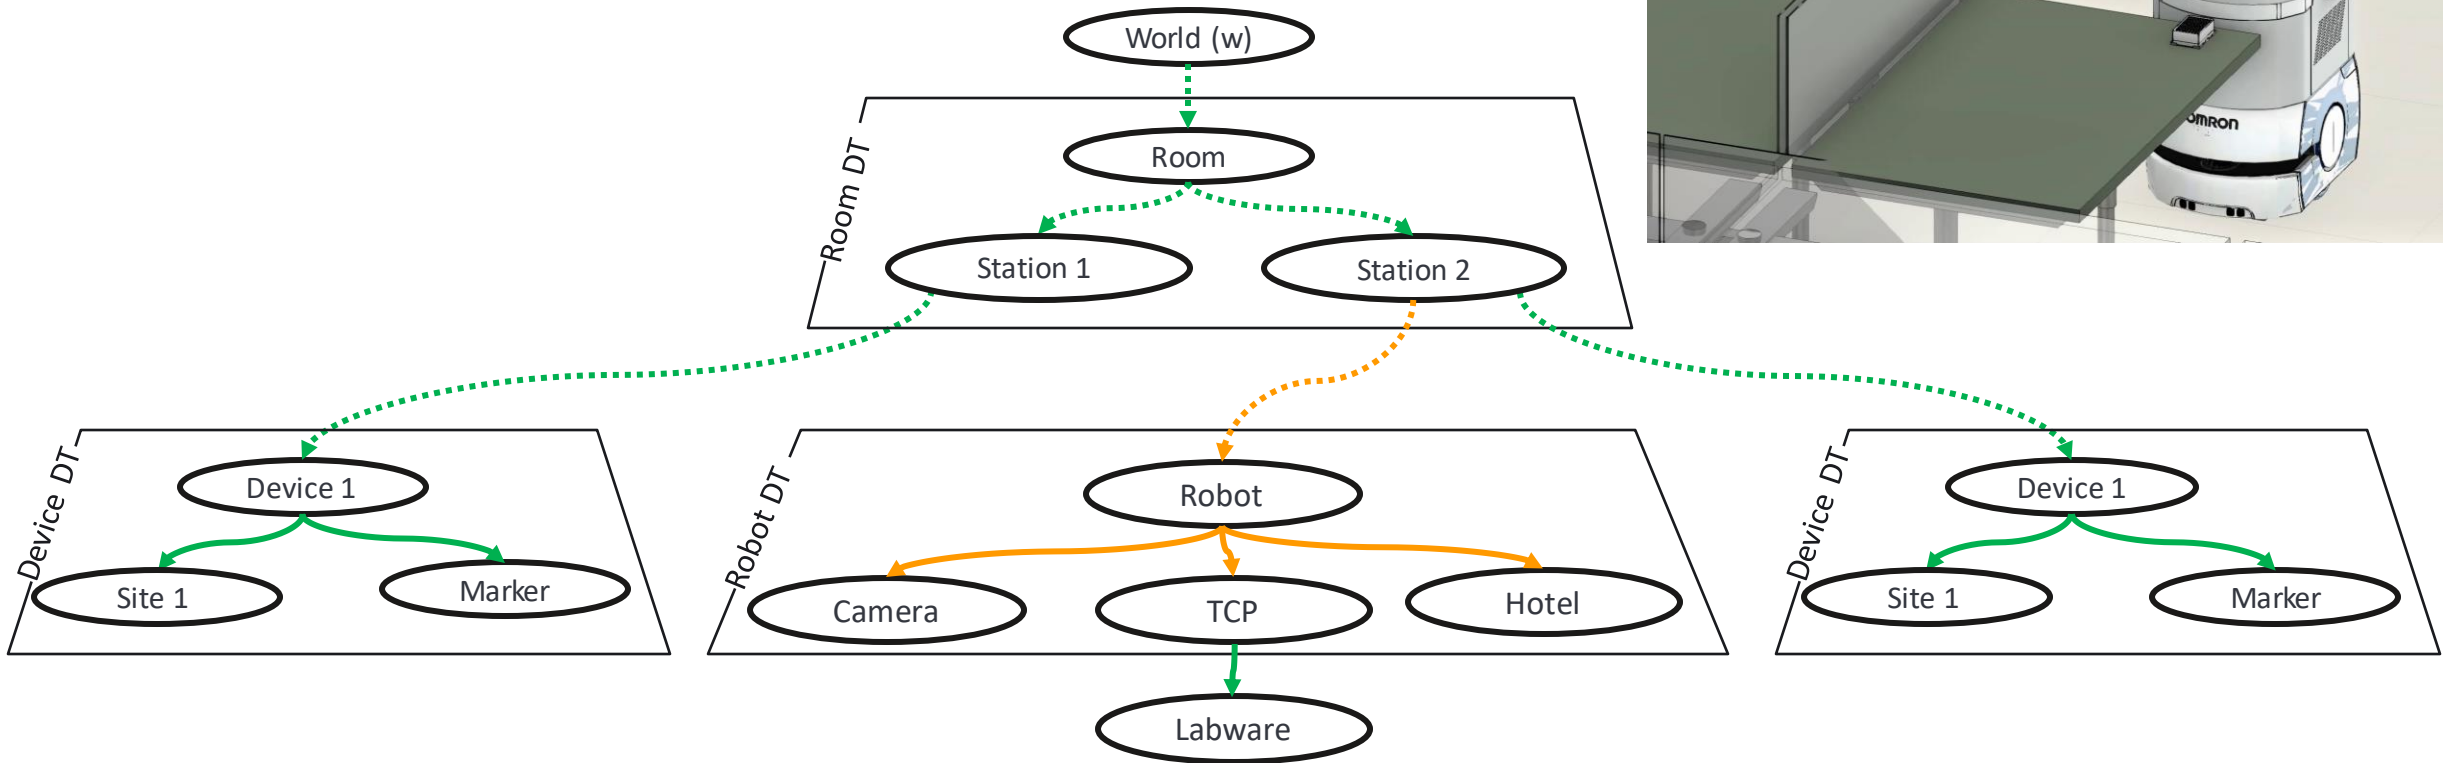 World (w)
OMRON
Room
Room DT
Station 1
Station 2
Device DT
Device 1
Site 1
Marker
Robot DT
Robot
Camera
TCP
Hotel
Labware
Device DT
Device 1
Site 1
Marker